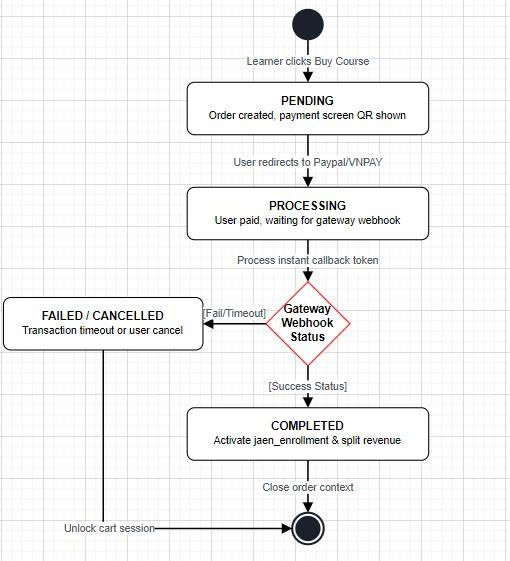 Learner clicks Buy Course
PENDING
Order created, payment screen QR shown
User redirects to Paypal/VNPAY
PROCESSING
User paid, waiting for gateway webhook
Process instant callback token
Gateway
Webhook
Status
[Fail/Timeout]
FAILED / CANCELLED
Transaction timeout or user cancel
[Success Status]
COMPLETED
Activate jaen_enrollment & split revenue
Close order context
Unlock cart session